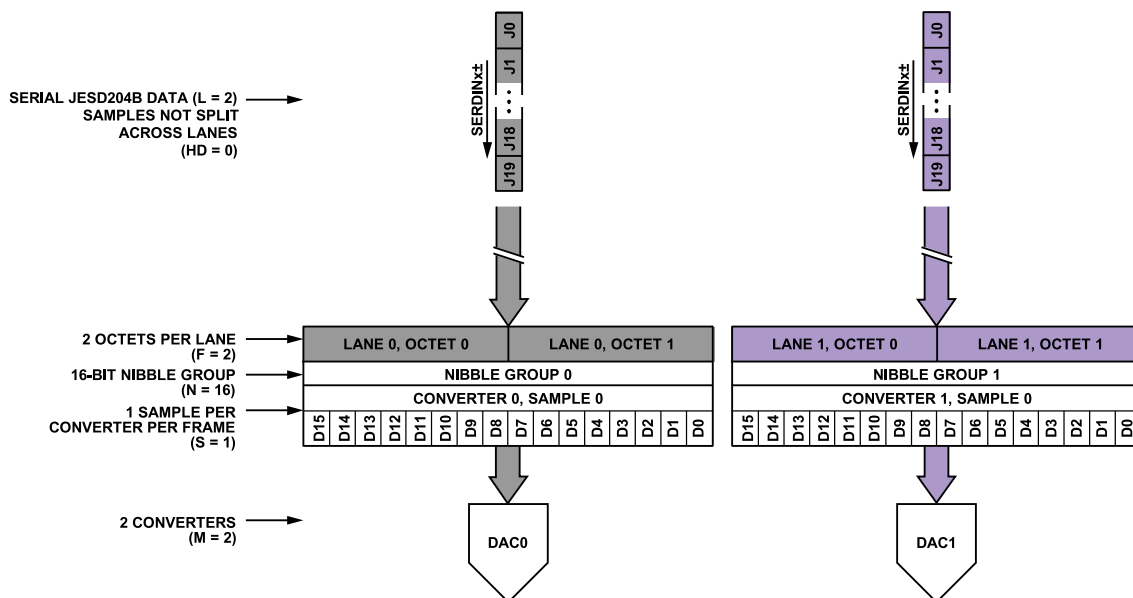 SERIAL JESD204B DATA (L = 2)
SAMPLES NOT SPLIT
ACROSS LANES
(HD = 0)
SERDINx±
J0
J1
J18
J19
SERDINx±
J0
J1
J18
J19
2 OCTETS PER LANE
(F = 2)
LANE 0, OCTET 0
LANE 0, OCTET 1
LANE 1, OCTET 0
LANE 1, OCTET 1
16-BIT NIBBLE GROUP
(N = 16)
NIBBLE GROUP 0
NIBBLE GROUP 1
1 SAMPLE PER
CONVERTER PER FRAME
(S = 1)
CONVERTER 0, SAMPLE 0
CONVERTER 1, SAMPLE 0
D15 D14 D13 D12 D11 D10 D9 D8 D7 D6 D5 D4 D3 D2 D1 D0
D15 D14 D13 D12 D11 D10 D9 D8 D7 D6 D5 D4 D3 D2 D1 D0
2 CONVERTERS
(M = 2)
DAC0
DAC1